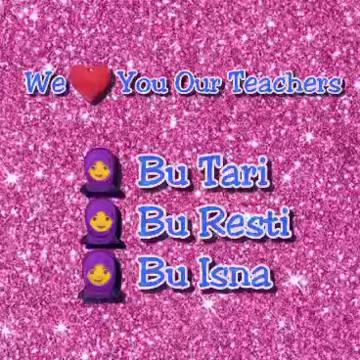 We ❤️ You Our Teachers
Bu Tari
Bu Resti
Bu Isna